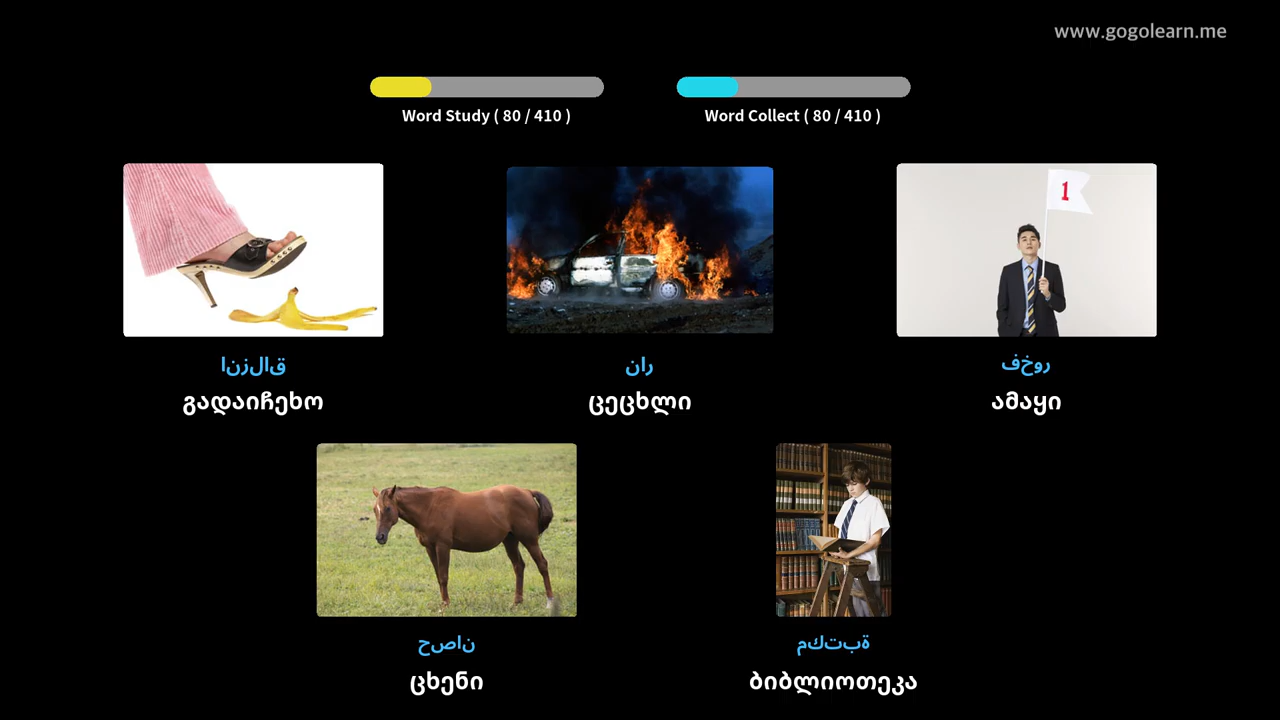 www.gogolearn.me
Word Study ( 80 / 410 )
Word Collect ( 80 / 410 )
انزلاق
გადაიჩეხო
نار
ცეცხლი
فخور
ამაყი
حصان
ცხენი
مكتبة
ბიბლიოთეკა